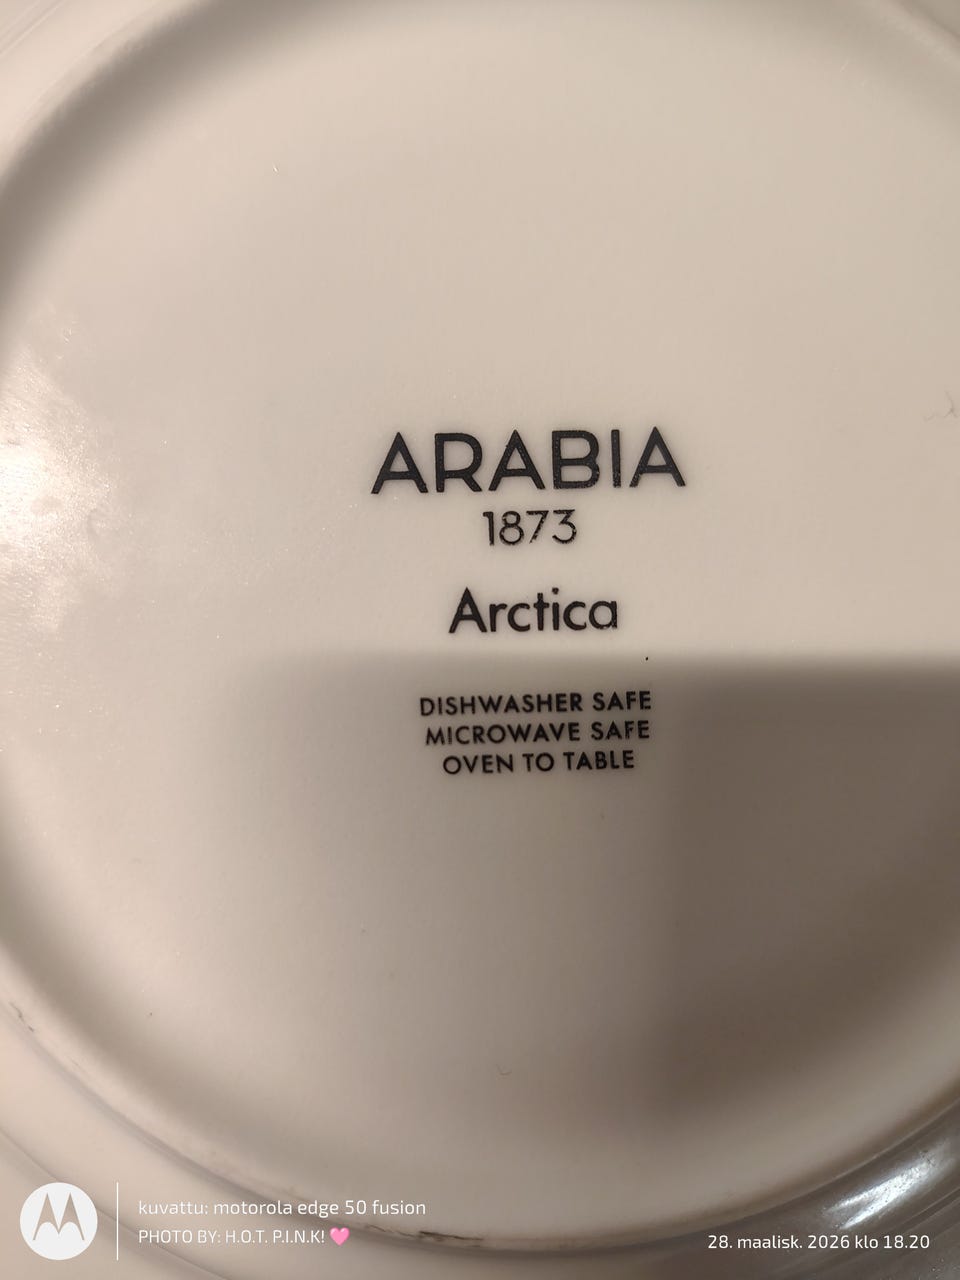 ARABIA
1873
Arctica
DISHWASHER SAFE
MICROWAVE SAFE
OVEN TO TABLE
kuvattu: motorola edge 50 fusion
PHOTO BY: H.O.T. P.I.N.K! 🩷
28. maalisk. 2026 klo 18.20